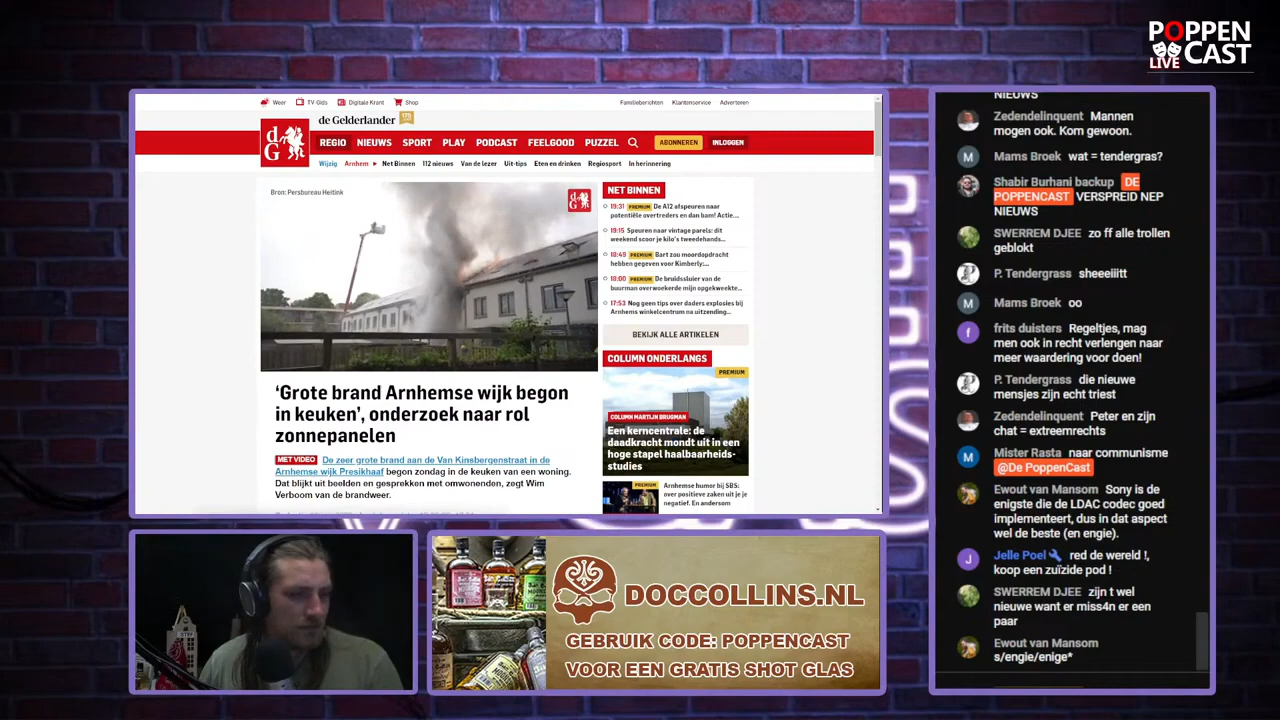 POPPEN
LIVE CAST
Weer TV Gids Digitale Krant Shop
Familieberichten Klantenservice Adverteren
de Gelderlander
dG
REGIO NIEUWS SPORT PLAY PODCAST FEELGOOD PUZZEL ABONNEREN INLOGGEN
Wijzig Arnhem Net Binnen 112 nieuws Van de lezer Uit-tips Eten en drinken Regiosport In herinnering
Bron: Persbureau Heitink
dG
'Grote brand Arnhemse wijk begon
in keuken', onderzoek naar rol
zonnepanelen
MET VIDEO De zeer grote brand aan de Van Kinsbergenstraat in de
Arnhemse wijk Presikhaaf begon zondag in de keuken van een woning.
Dat blijkt uit beelden en gesprekken met omwonenden, zegt Wim
Verboom van de brandweer.
NET BINNEN
19:31 PREMIUM De A12 afspeuren naar
potentiële overtreders en dan bam! Actie...
19:15 Speuren naar vintage parels: dit
weekend scoor je kilo's tweedehands...
18:49 PREMIUM Bart zou moordopdracht
hebben gegeven voor Kimberly:...
18:00 PREMIUM De bruidssluier van de
buurman overwoekerde mijn opgekweekte...
17:53 Nog geen tips over daders explosies bij
Arnhems winkelcentrum na uitzending...
BEKIJK ALLE ARTIKELEN
COLUMN ONDERLANGS
PREMIUM
COLUMN MARTIJN BRUGMAN
Een kerncentrale: de
daadkracht mondt uit in een
hoge stapel haalbaarheids-
studies
PREMIUM
Arnhemse humor bij SBS:
over positieve zaken uit je je
negatief. En andersom
DOCCOLLINS.NL
GEBRUIK CODE: POPPENCAST
VOOR EEN GRATIS SHOT GLAS
NIEUWS
Zedendelinquent Mannen
mogen ook. Kom gewoon.
M Mams Broek wat = tendergras?
Shabir Burhani backup DE
POPPENCAST VERSPREID NEP
NIEUWS
SWERREM DJEE zo ff alle trollen
geblokt
P. Tendergrass sheeeiiitt
M Mams Broek oo
f frits duisters Regeltjes, mag
men ook in recht verlengen naar
meer waardering voor doen!
P. Tendergrass die nieuwe
mensjes zijn echt triest
Zedendelinquent Peter en zijn
chat = extreemrechts
M Mister Rasta naar communisme
@De PoppenCast
Ewout van Mansom Sony is de
enigste die de LDAC codec goed
implementeert, dus in dat aspect
wel de beste (en engie).
J Jelle Poel red de wereld !,
koop een zuïzide pod !
SWERREM DJEE zijn t wel
nieuwe want er miss4n er een
paar
Ewout van Mansom
s/engie/enige*